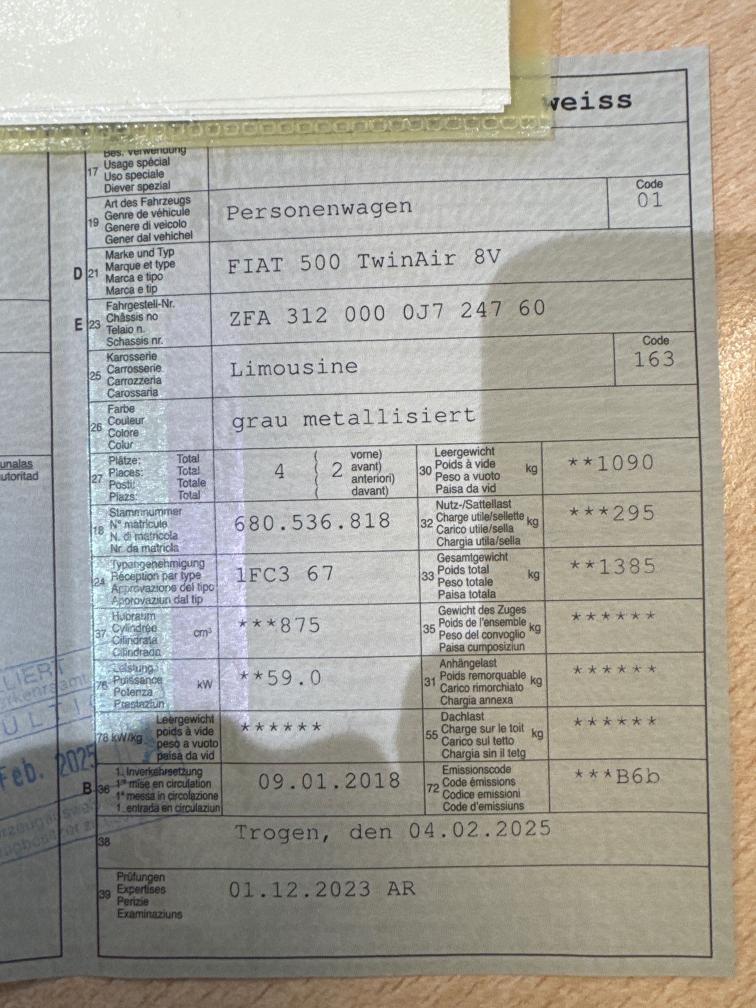 weiss
17 Bes. Verwendung
Usage spécial
Uso speciale
Diever spezial
19 Art des Fahrzeugs
Genre de véhicule
Genere di veicolo
Gener dal vehichel
Personenwagen
Code
01
D 21 Marke und Typ
Marque et type
Marca e tipo
Marca e tip
FIAT 500 TwinAir 8V
E 23 Fahrgestell-Nr.
Châssis no
Telaio n.
Schassis nr.
ZFA 312 000 0J7 247 60
25 Karosserie
Carrosserie
Carrozzeria
Carossaria
Limousine
Code
163
26 Farbe
Couleur
Colore
Colur
grau metallisiert
27 Plätze: Total
Places: Total
Posti: Totale
Plazs: Total
4 ( 2 vorne)
avant)
anteriori)
davant)
30 Leergewicht
Poids à vide
Peso a vuoto
Paisa da vid
kg
**1090
18 Stammnummer
N° matricule
N. di matricola
Nr. da matricla
680.536.818
32 Nutz-/Sattellast
Charge utile/sellette kg
Carico utile/sella
Chargia utila/sella
***295
24 Typangenehmigung
Réception par type
Approvazione del tipo
Approvaziun dal tip
1FC3 67
33 Gesamtgewicht
Poids total
Peso totale
Paisa totala
kg
**1385
37 Hubraum
Cylindrée
Cilindrata
Cilindrada
cm³
***875
35 Gewicht des Zuges
Poids de l'ensemble kg
Peso del convoglio
Paisa cumposiziun
******
76 Leistung
Puissance
Potenza
Prestaziun
kW
**59.0
31 Anhängelast
Poids remorquable kg
Carico rimorchiato
Chargia annexa
******
78 kW/kg Leergewicht
poids à vide
peso a vuoto
paisa da vid
******
55 Dachlast
Charge sur le toit kg
Carico sul tetto
Chargia sin il tetg
******
B 36 1. Inverkehrsetzung
1re mise en circulation
1a messa in circolazione
1. entrada en circulaziun
09.01.2018
72 Emissionscode
Code émissions
Codice emissioni
Code d'emissiuns
***B6b
38 Trogen, den 04.02.2025
39 Prüfungen
Expertises
Perizie
Examinaziuns
01.12.2023 AR
unalas
utoritad
Feb. 2025